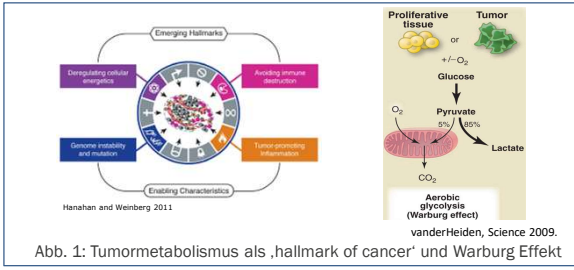 Emerging Hallmarks
Deregulating cellular
energetics
Avoiding immune
destruction
Genome instability
and mutation
Tumor-promoting
Inflammation
Enabling Characteristics
Hanahan and Weinberg 2011
Proliferative
tissue
or
Tumor
+/–O2
Glucose
O2
Pyruvate
5%
85%
Lactate
CO2
Aerobic
glycolysis
(Warburg effect)
vanderHeiden, Science 2009.
Abb. 1: Tumormetabolismus als ‚hallmark of cancer‘ und Warburg Effekt